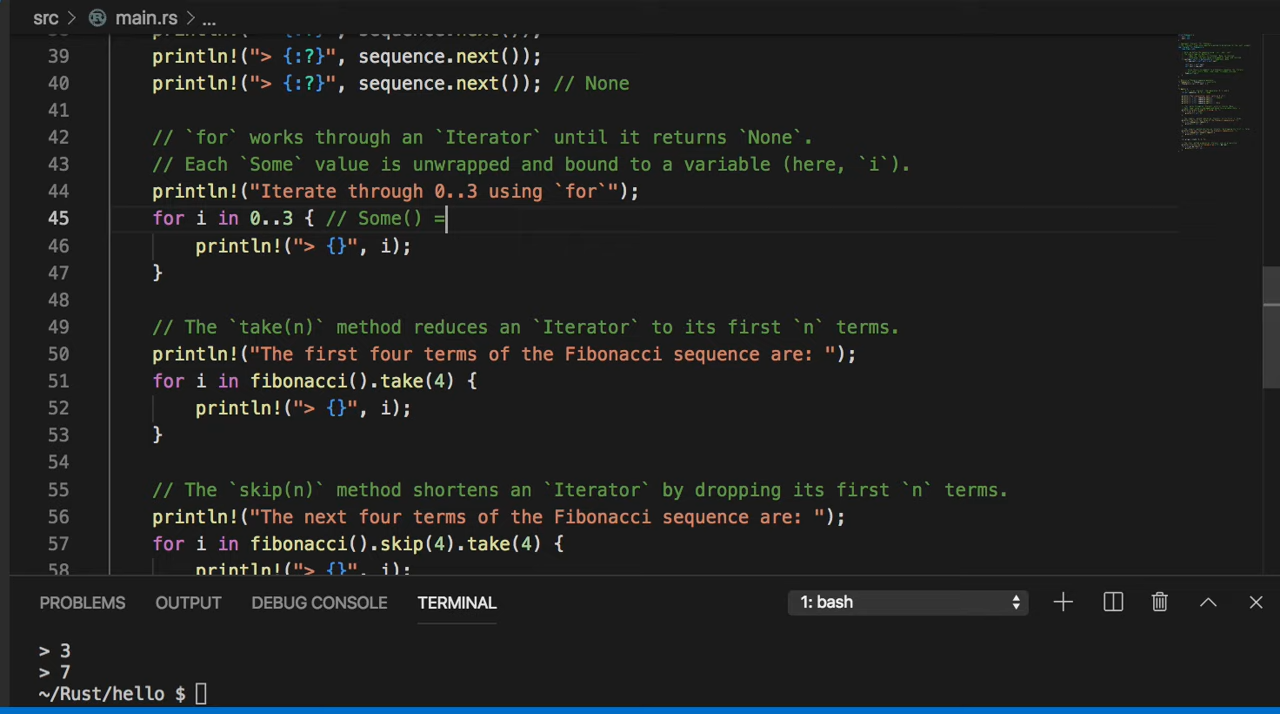 src > main.rs > ...
39 println!("> {:?}", sequence.next());
40 println!("> {:?}", sequence.next()); // None
41
42 // `for` works through an `Iterator` until it returns `None`.
43 // Each `Some` value is unwrapped and bound to a variable (here, `i`).
44 println!("Iterate through 0..3 using `for`");
45 for i in 0..3 { // Some() =
46 println!("> {}", i);
47 }
48
49 // The `take(n)` method reduces an `Iterator` to its first `n` terms.
50 println!("The first four terms of the Fibonacci sequence are: ");
51 for i in fibonacci().take(4) {
52 println!("> {}", i);
53 }
54
55 // The `skip(n)` method shortens an `Iterator` by dropping its first `n` terms.
56 println!("The next four terms of the Fibonacci sequence are: ");
57 for i in fibonacci().skip(4).take(4) {
58 println!("> {}", i);
PROBLEMS OUTPUT DEBUG CONSOLE TERMINAL 1: bash
> 3
> 7
~/Rust/hello $